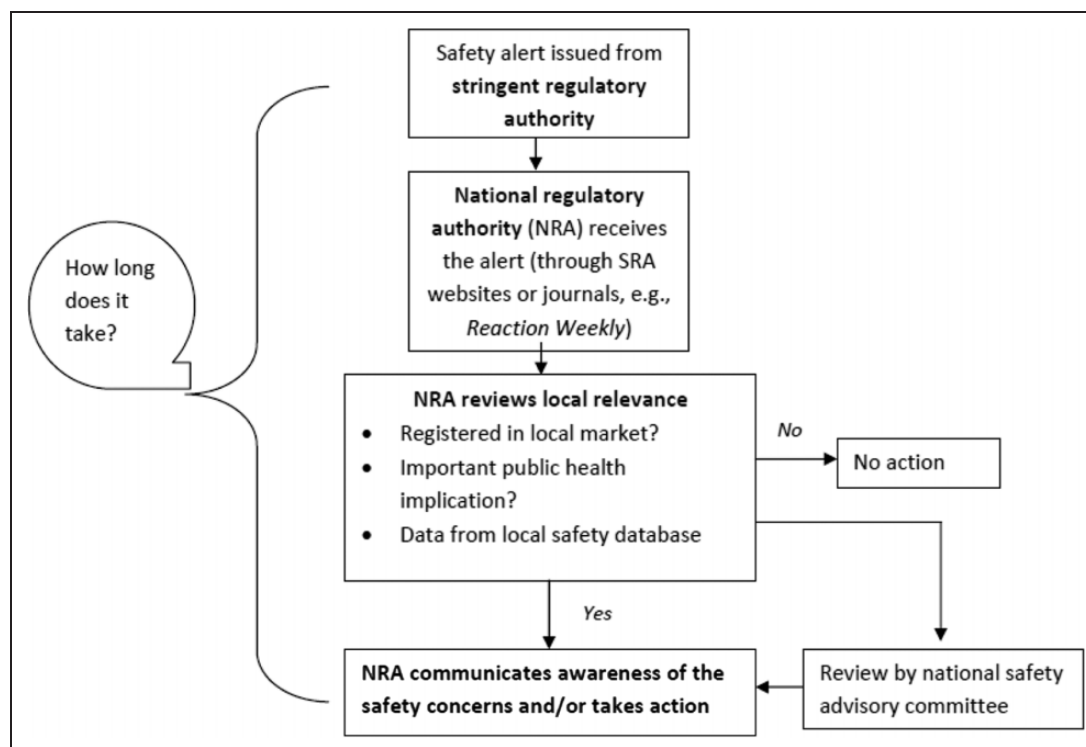 Safety alert issued from
stringent regulatory
authority
National regulatory
authority (NRA) receives
the alert (through SRA
websites or journals, e.g.,
Reaction Weekly)
How long
does it
take?
NRA reviews local relevance
• Registered in local market?
• Important public health
implication?
• Data from local safety database
No
No action
Yes
NRA communicates awareness of the
safety concerns and/or takes action
Review by national safety
advisory committee